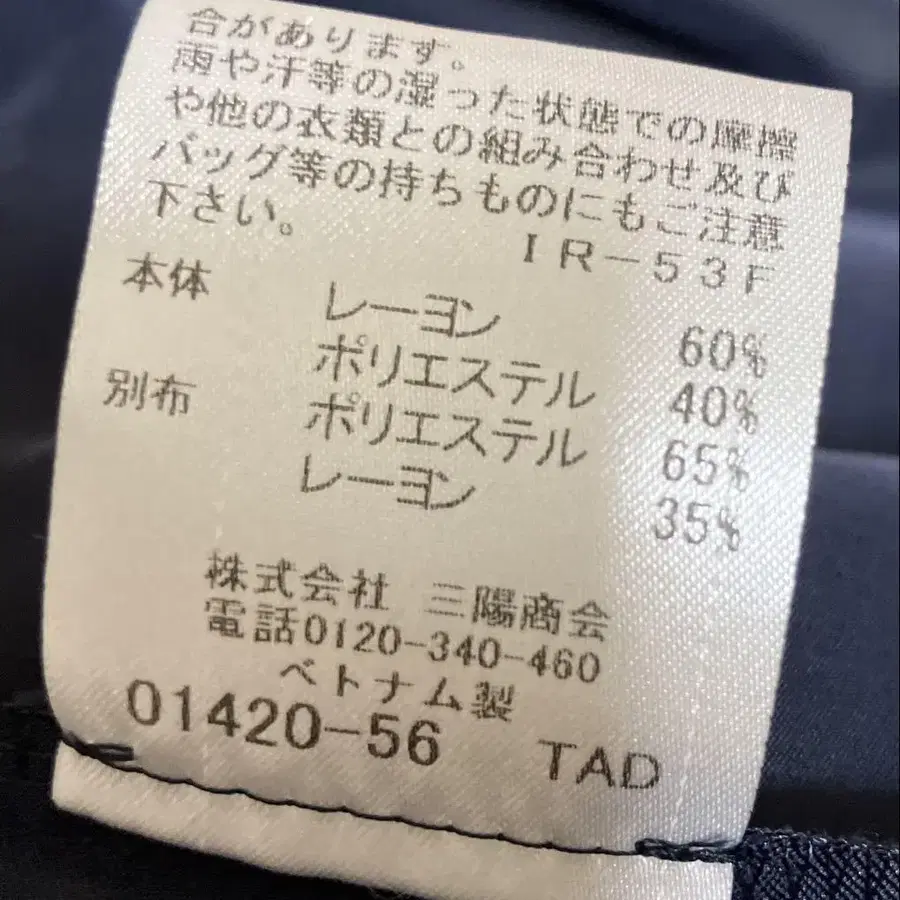 合があります。
雨や汗等の湿った状態での摩擦
や他の衣類との組み合わせ及び
バッグ等の持ちものにもご注意
下さい。
IR-53F
本体 レーヨン 60%
ポリエステル 40%
別布 ポリエステル 65%
レーヨン 35%
株式会社 三陽商会
電話0120-340-460
ベトナム製
01420-56 TAD